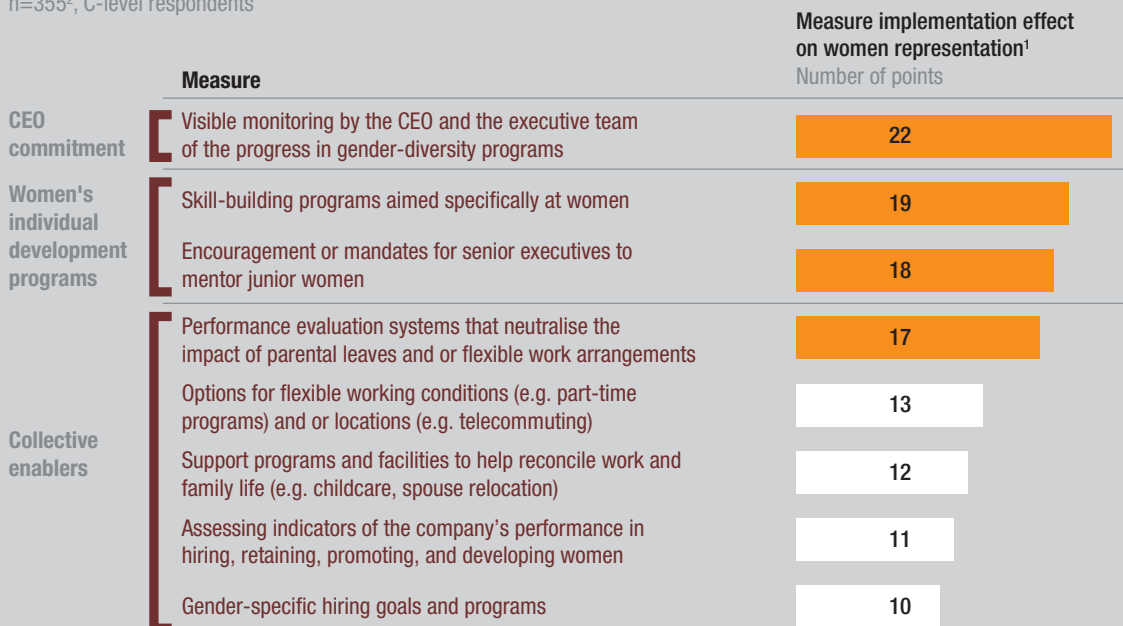 n=355², C-level respondents
Measure implementation effect
on women representation¹
Number of points
Measure
CEO
commitment
Visible monitoring by the CEO and the executive team
of the progress in gender-diversity programs
22
Women's
individual
development
programs
Skill-building programs aimed specifically at women
19
Encouragement or mandates for senior executives to
mentor junior women
18
Collective
enablers
Performance evaluation systems that neutralise the
impact of parental leaves and or flexible work arrangements
17
Options for flexible working conditions (e.g. part-time
programs) and or locations (e.g. telecommuting)
13
Support programs and facilities to help reconcile work and
family life (e.g. childcare, spouse relocation)
12
Assessing indicators of the company's performance in
hiring, retaining, promoting, and developing women
11
Gender-specific hiring goals and programs
10